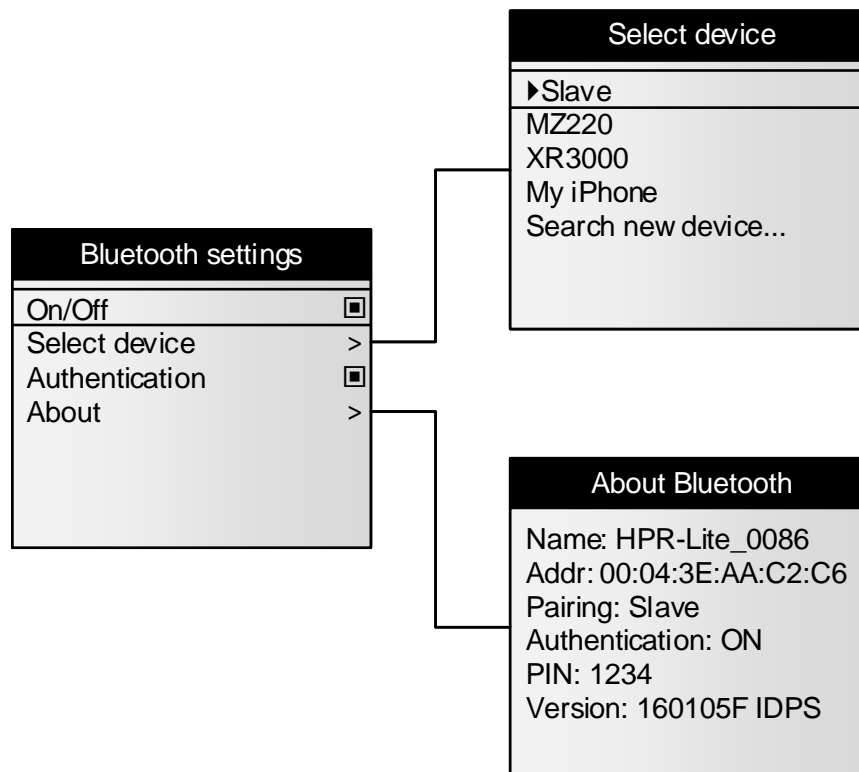 Select device
Slave
MZ220
XR3000
My iPhone
Search new device...
Bluetooth settings
On/Off
Select device >
Authentication
About >
About Bluetooth
Name: HPR-Lite_0086
Addr: 00:04:3E:AA:C2:C6
Pairing: Slave
Authentication: ON
PIN: 1234
Version: 160105F IDPS